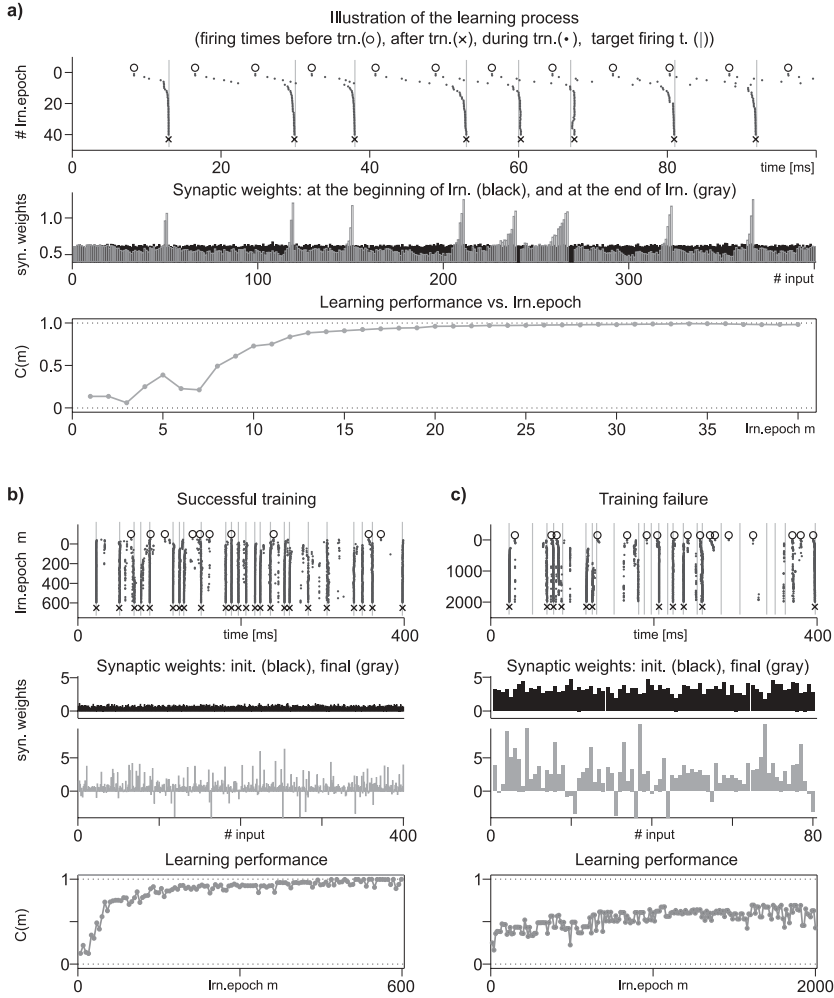 a)
Illustration of the learning process
(firing times before trn.(○), after trn.(×), during trn.(•), target firing t. (|))
# lrn.epoch
0
20
40
0 20 40 60 80 time [ms]
Synaptic weights: at the beginning of lrn. (black), and at the end of lrn. (gray)
syn. weights
1.0
0.5
0 100 200 300 # input
Learning performance vs. lrn.epoch
C(m)
1.0
0.5
0
5 10 15 20 25 30 35 lrn.epoch m
b)
Successful training
lrn.epoch m
0
200
400
600
0 time [ms] 400
Synaptic weights: init. (black), final (gray)
syn. weights
5
0
5
0
0 # input 400
Learning performance
C(m)
1
0
0 lrn.epoch m 600
c)
Training failure
0
1000
2000
0 time [ms] 400
Synaptic weights: init. (black), final (gray)
5
0
5
0
0 # input 80
Learning performance
1
0
0 lrn.epoch m 2000